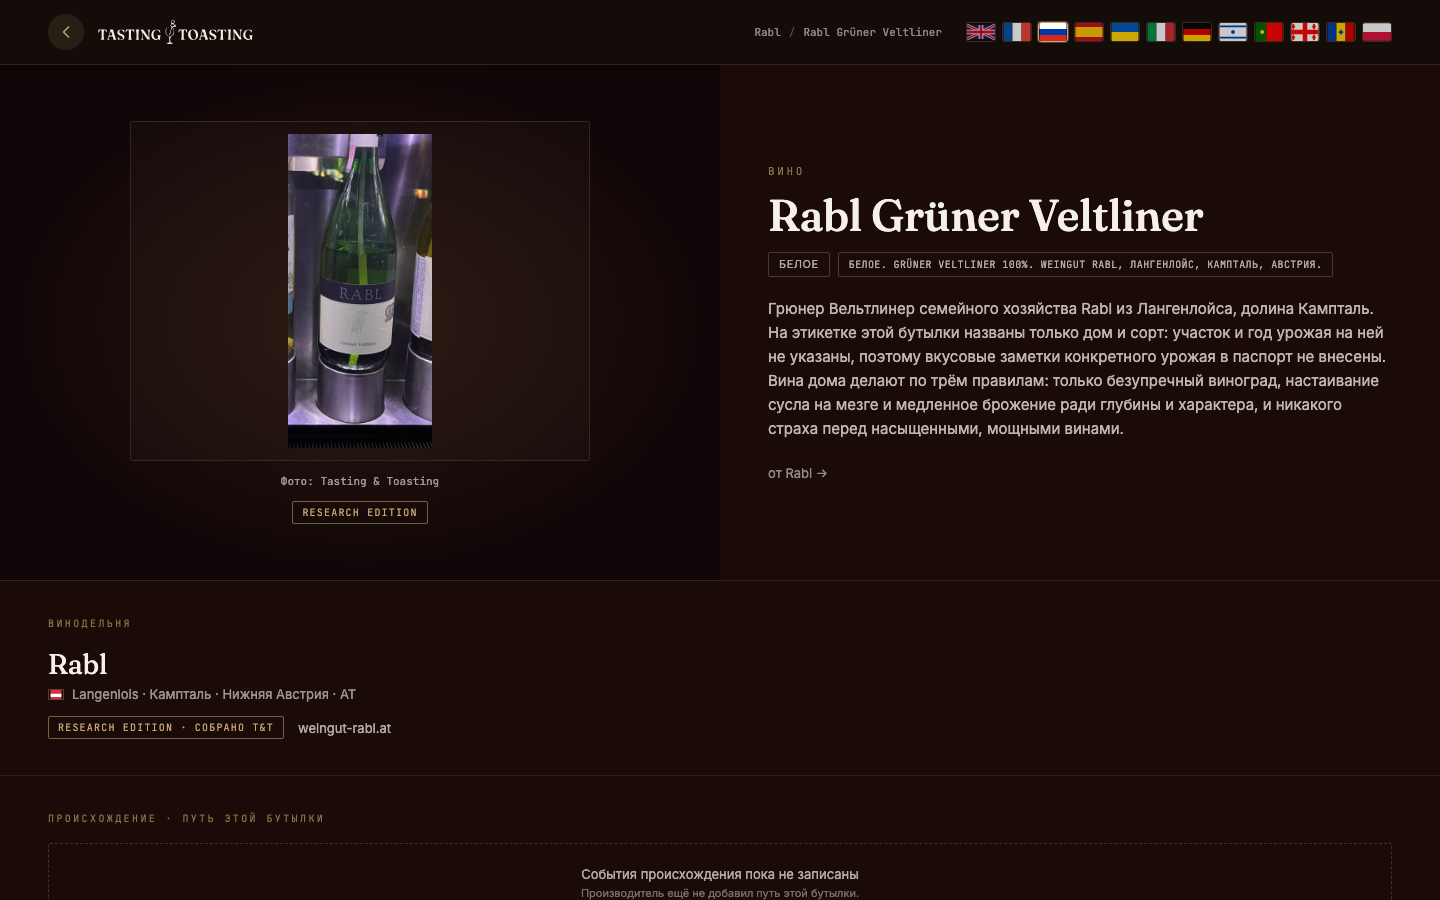 TASTING TOASTING
Rabl / Rabl Grüner Veltliner
RABL
Grüner Veltliner
Фото: Tasting & Toasting
RESEARCH EDITION
ВИНО
Rabl Grüner Veltliner
БЕЛОЕ
БЕЛОЕ. GRÜNER VELTLINER 100%. WEINGUT RABL, ЛАНГЕНЛОЙС, КАМПТАЛЬ, АВСТРИЯ.
Грюнер Вельтлинер семейного хозяйства Rabl из Лангенлойса, долина Кампталь.
На этикетке этой бутылки названы только дом и сорт: участок и год урожая на ней
не указаны, поэтому вкусовые заметки конкретного урожая в паспорт не внесены.
Вина дома делают по трём правилам: только безупречный виноград, настаивание
сусла на мезге и медленное брожение ради глубины и характера, и никакого
страха перед насыщенными, мощными винами.
от Rabl →
ВИНОДЕЛЬНЯ
Rabl
Langenlois · Кампталь · Нижняя Австрия · AT
RESEARCH EDITION · СОБРАНО T&T
weingut-rabl.at
ПРОИСХОЖДЕНИЕ · ПУТЬ ЭТОЙ БУТЫЛКИ
События происхождения пока не записаны
Производитель ещё не добавил путь этой бутылки.